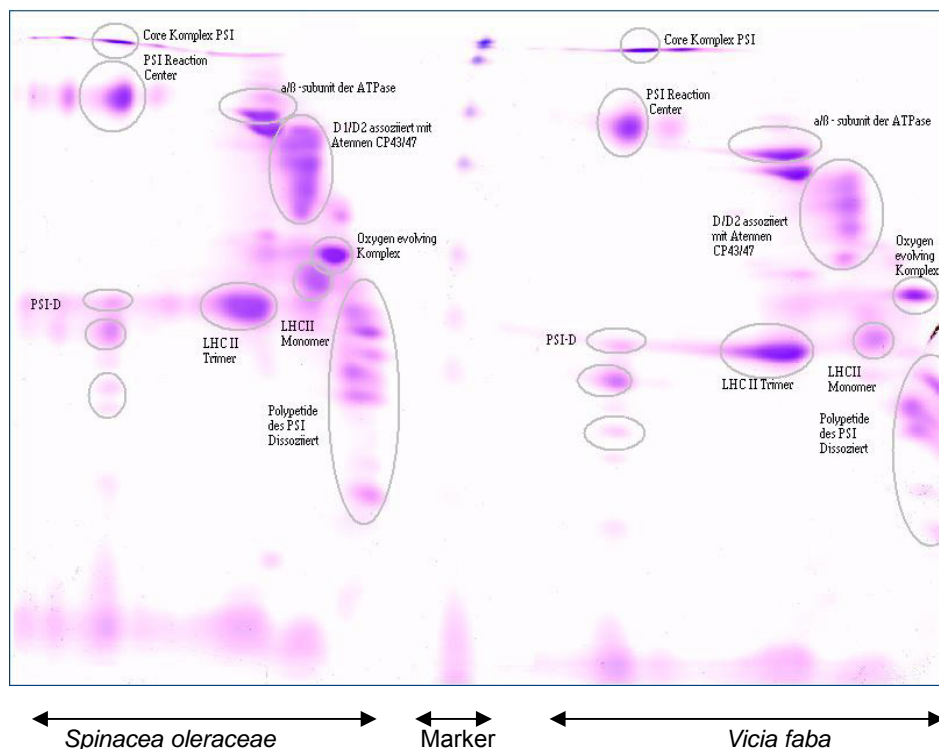 Core Komplex PSI
PSI Reaction
Center
a/ß-subunit der ATPase
D1/D2 assoziiert mit
Atennen CP43/47
Oxygen evolving
Komplex
PSI-D
LHC II
Trimer
LHCII
Monomer
Polypetide
des PSI
Dissoziiert
Core Komplex PSI
PSI Reaction
Center
a/ß - subunit der ATPase
D/D2 assoziiert
mit Atennen
CP43/47
Oxygen
evolving
Komplex
PSI-D
LHC II Trimer
LHCII
Monomer
Polypetide
des PSI
Dissoziiert
Spinacea oleraceae
Marker
Vicia faba